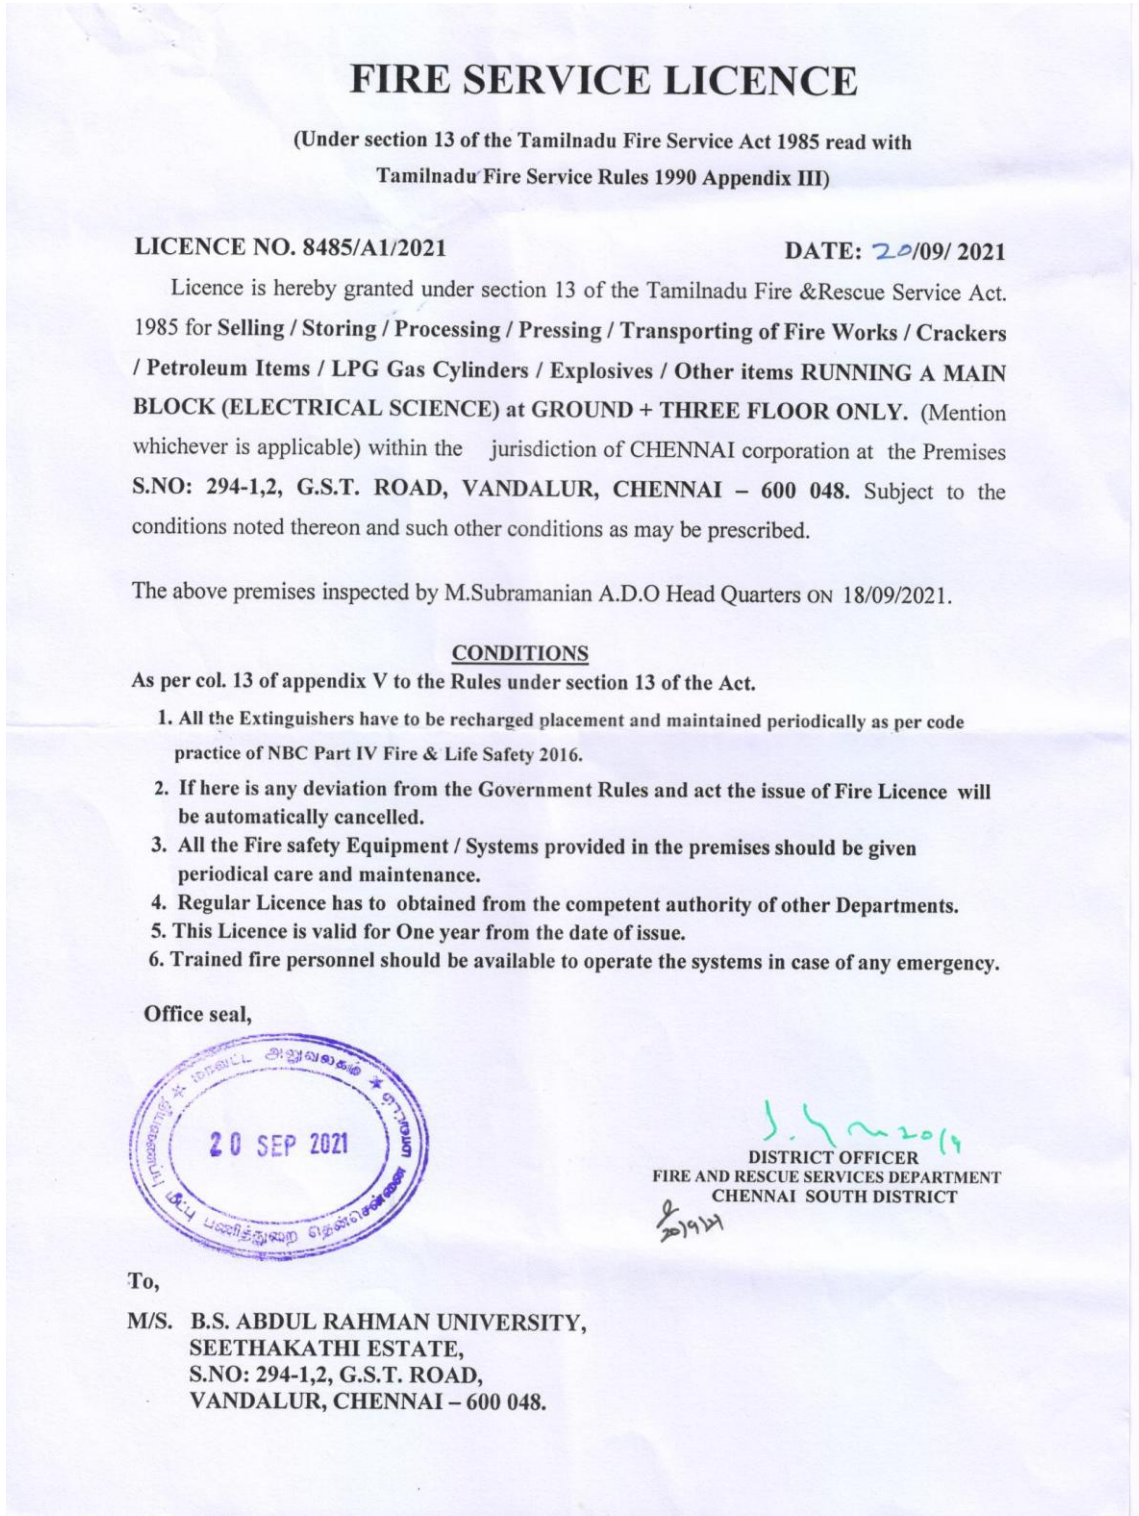 FIRE SERVICE LICENCE
(Under section 13 of the Tamilnadu Fire Service Act 1985 read with
Tamilnadu Fire Service Rules 1990 Appendix III)
LICENCE NO. 8485/A1/2021 DATE: 20/09/ 2021
Licence is hereby granted under section 13 of the Tamilnadu Fire &Rescue Service Act.
1985 for Selling / Storing / Processing / Pressing / Transporting of Fire Works / Crackers
/ Petroleum Items / LPG Gas Cylinders / Explosives / Other items RUNNING A MAIN
BLOCK (ELECTRICAL SCIENCE) at GROUND + THREE FLOOR ONLY. (Mention
whichever is applicable) within the jurisdiction of CHENNAI corporation at the Premises
S.NO: 294-1,2, G.S.T. ROAD, VANDALUR, CHENNAI – 600 048. Subject to the
conditions noted thereon and such other conditions as may be prescribed.
The above premises inspected by M.Subramanian A.D.O Head Quarters ON 18/09/2021.
CONDITIONS
As per col. 13 of appendix V to the Rules under section 13 of the Act.
1. All the Extinguishers have to be recharged placement and maintained periodically as per code
practice of NBC Part IV Fire & Life Safety 2016.
2. If here is any deviation from the Government Rules and act the issue of Fire Licence will
be automatically cancelled.
3. All the Fire safety Equipment / Systems provided in the premises should be given
periodical care and maintenance.
4. Regular Licence has to obtained from the competent authority of other Departments.
5. This Licence is valid for One year from the date of issue.
6. Trained fire personnel should be available to operate the systems in case of any emergency.
Office seal,
மாவட்ட அலுவலகம்
20 SEP 2021
மீட்பு பணித்துறை தென்சென்னை
20/9
DISTRICT OFFICER
FIRE AND RESCUE SERVICES DEPARTMENT
CHENNAI SOUTH DISTRICT
20/9/21
To,
M/S. B.S. ABDUL RAHMAN UNIVERSITY,
SEETHAKATHI ESTATE,
S.NO: 294-1,2, G.S.T. ROAD,
VANDALUR, CHENNAI – 600 048.